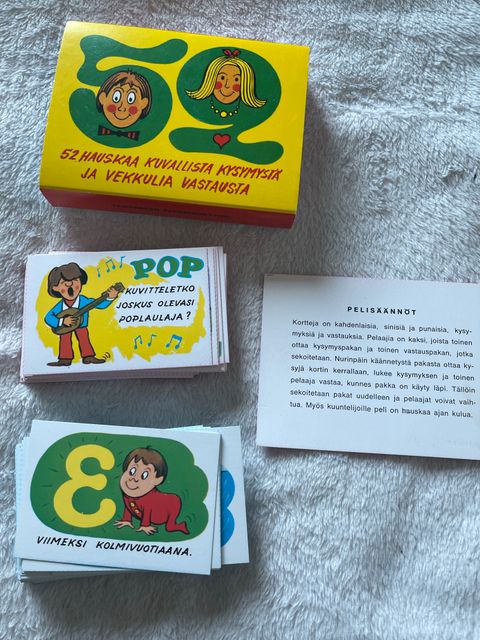 52
52 HAUSKAA KUVALLISTA KYSYMYSTÄ
JA VEKKULIA VASTAUSTA
POP
KUVITTELETKO
JOSKUS OLEVASI
POPLAULAJA?
PELISÄÄNNÖT
Kortteja on kahdenlaisia, sinisiä ja punaisia, kysy-
myksiä ja vastauksia. Pelaajia on kaksi, joista toinen
ottaa kysymyspakan ja toinen vastauspakan, jotka
sekoitetaan. Nurinpäin käännetystä pakasta ottaa ky-
syjä kortin kerrallaan, lukee kysymyksen ja toinen
pelaaja vastaa, kunnes pakka on käyty läpi. Tällöin
sekoitetaan pakat uudelleen ja pelaajat voivat vaih-
tua. Myös kuuntelijoille peli on hauskaa ajan kulua.
3
VIIMEKSI KOLMIVUOTIAANA.